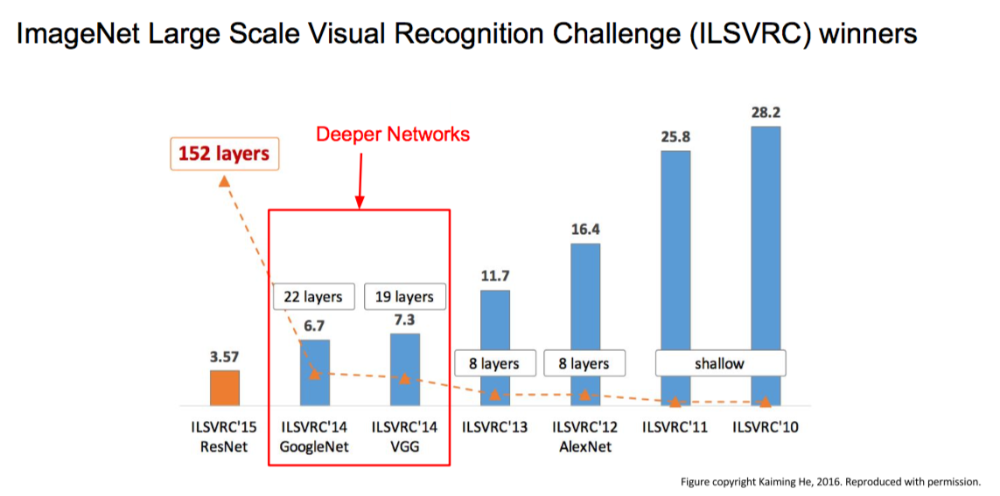 ImageNet Large Scale Visual Recognition Challenge (ILSVRC) winners
28.2
Deeper Networks
25.8
152 layers
16.4
11.7
22 layers
19 layers
6.7
7.3
3.57
8 layers
8 layers
shallow
ILSVRC'15
ResNet
ILSVRC'14
GoogleNet
ILSVRC'14
VGG
ILSVRC'13
ILSVRC'12
AlexNet
ILSVRC'11
ILSVRC'10
Figure copyright Kaiming He, 2016. Reproduced with permission.